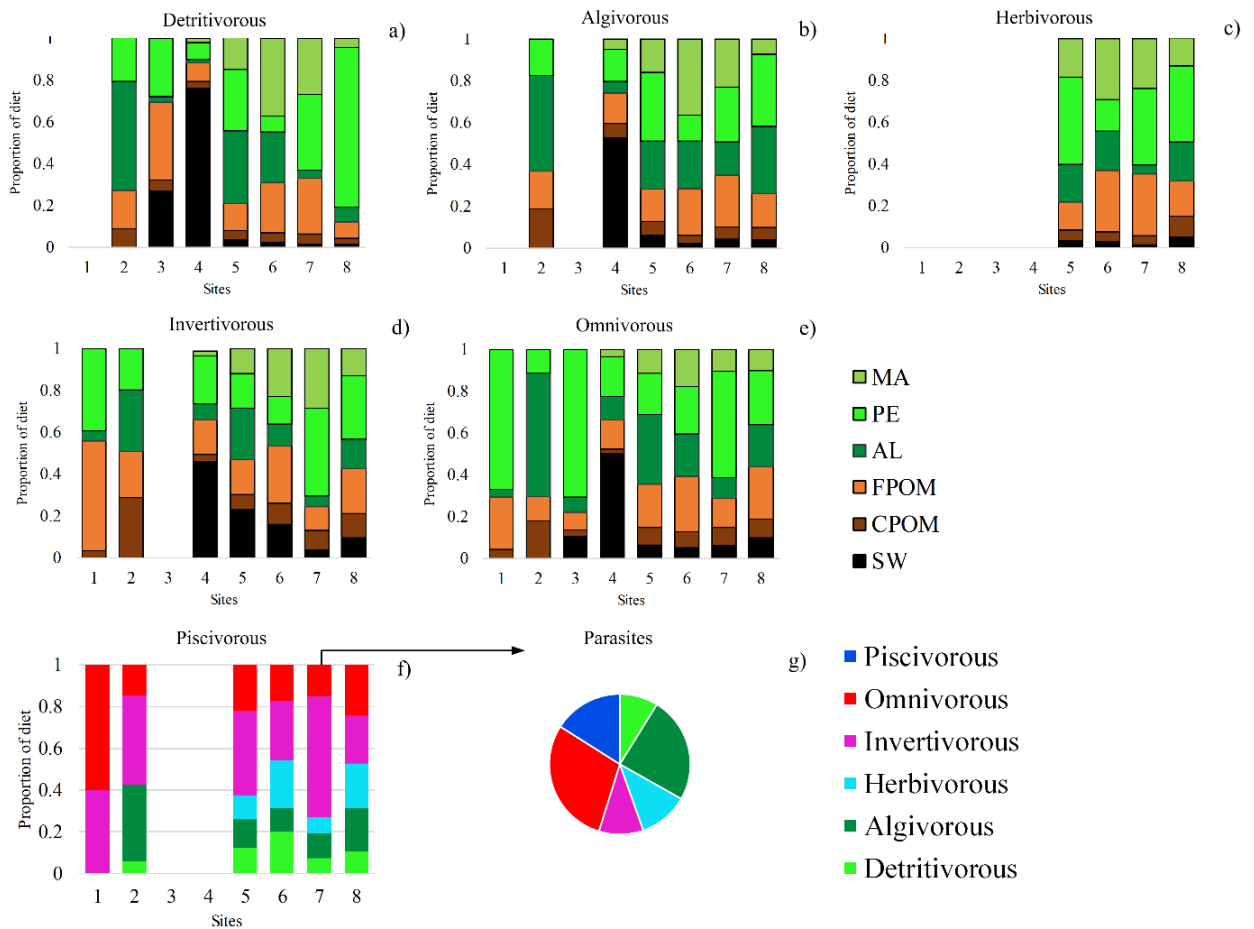 Detritivorous
a)
Proportion of diet
1
0.8
0.6
0.4
0.2
0
1 2 3 4 5 6 7 8
Sites
Algivorous
b)
Proportion of diet
1
0.8
0.6
0.4
0.2
0
1 2 3 4 5 6 7 8
Sites
Herbivorous
c)
Proportion of diet
1
0.8
0.6
0.4
0.2
0
1 2 3 4 5 6 7 8
Sites
Invertivorous
d)
Proportion of diet
1
0.8
0.6
0.4
0.2
0
1 2 3 4 5 6 7 8
Sites
Omnivorous
e)
Proportion of diet
1
0.8
0.6
0.4
0.2
0
1 2 3 4 5 6 7 8
Sites
MA
PE
AL
FPOM
CPOM
SW
Piscivorous
f)
Proportion of diet
1
0.8
0.6
0.4
0.2
0
1 2 3 4 5 6 7 8
Sites
Parasites
g)
Piscivorous
Omnivorous
Invertivorous
Herbivorous
Algivorous
Detritivorous